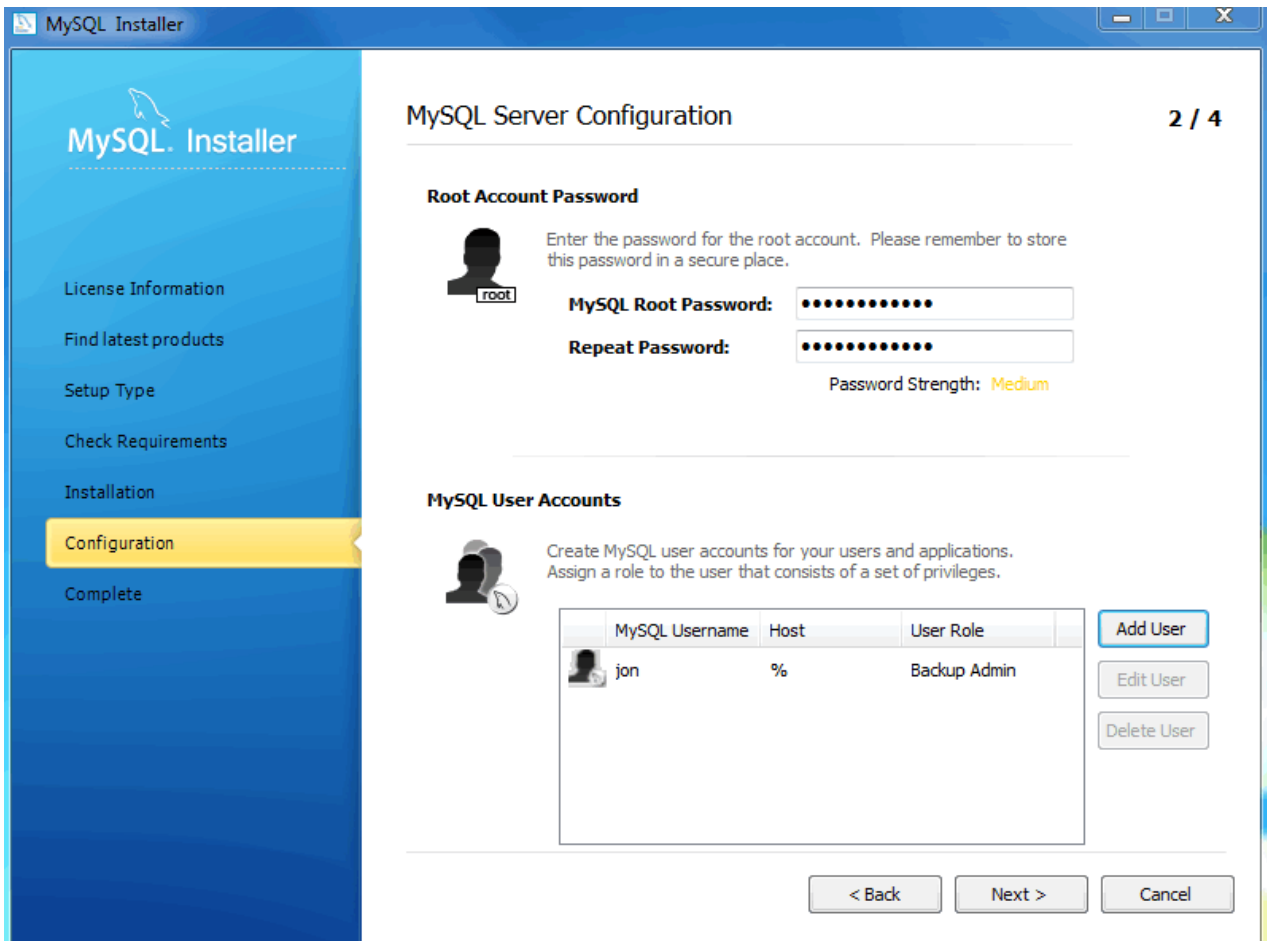 MySQL Installer
MySQL. Installer
License Information
Find latest products
Setup Type
Check Requirements
Installation
Configuration
Complete
MySQL Server Configuration
2 / 4
Root Account Password
Enter the password for the root account. Please remember to store
this password in a secure place.
root
MySQL Root Password: ●●●●●●●●●●●●
Repeat Password: ●●●●●●●●●●●●
Password Strength: Medium
MySQL User Accounts
Create MySQL user accounts for your users and applications.
Assign a role to the user that consists of a set of privileges.
MySQL Username Host User Role
jon % Backup Admin
Add User
Edit User
Delete User
< Back Next > Cancel